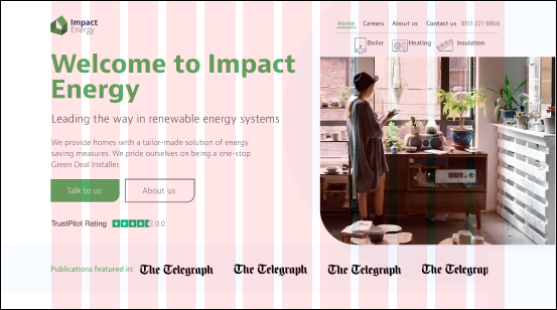 Impact
Energy
Home Careers About us Contact us 0151 221 9866
Boiler Heating Insulation
Welcome to Impact
Energy
Leading the way in renewable energy systems
We provide homes with a tailor-made solution of energy
saving measures. We pride ourselves on being a one-stop
Green Deal Installer.
Talk to us About us
TrustPilot Rating 0.0
Publications featured in: The Telegraph The Telegraph The Telegraph The Telegrap